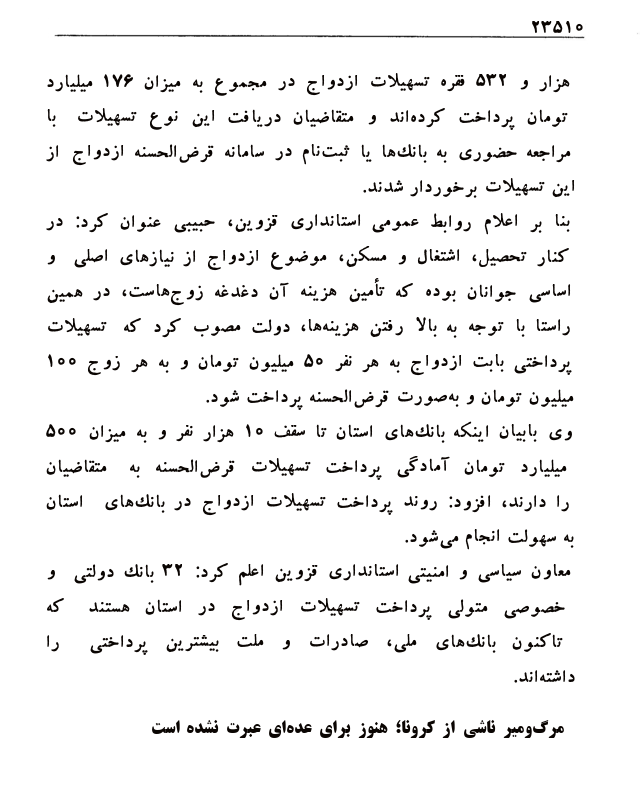 ۲۳۵۱۰
هزار و ۵۳۲ فقره تسهیلات ازدواج در مجموع به میزان ۱۷۶ میلیارد
تومان پرداخت کرده‌اند و متقاضیان دریافت این نوع تسهیلات با
مراجعه حضوری به بانك‌ها یا ثبت‌نام در سامانه قرض‌الحسنه ازدواج از
این تسهیلات برخوردار شدند.
بنا بر اعلام روابط عمومی استانداری قزوین، حبیبی عنوان کرد: در
کنار تحصیل، اشتغال و مسکن، موضوع ازدواج از نیازهای اصلی و
اساسی جوانان بوده که تأمین هزینه آن دغدغه زوج‌هاست، در همین
راستا با توجه به بالا رفتن هزینه‌ها، دولت مصوب کرد که تسهیلات
پرداختی بابت ازدواج به هر نفر ۵۰ میلیون تومان و به هر زوج ۱۰۰
میلیون تومان و به‌صورت قرض‌الحسنه پرداخت شود.
وی بابیان اینکه بانك‌های استان تا سقف ۱۰ هزار نفر و به میزان ۵۰۰
میلیارد تومان آمادگی پرداخت تسهیلات قرض‌الحسنه به متقاضیان
را دارند، افزود: روند پرداخت تسهیلات ازدواج در بانك‌های استان
به سهولت انجام می‌شود.
معاون سیاسی و امنیتی استانداری قزوین اعلم کرد: ۳۲ بانك دولتی و
خصوصی متولی پرداخت تسهیلات ازدواج در استان هستند که
تاکنون بانك‌های ملی، صادرات و ملت بیشترین پرداختی را
داشته‌اند.
مرگ‌ومیر ناشی از کرونا؛ هنوز برای عده‌ای عبرت نشده است